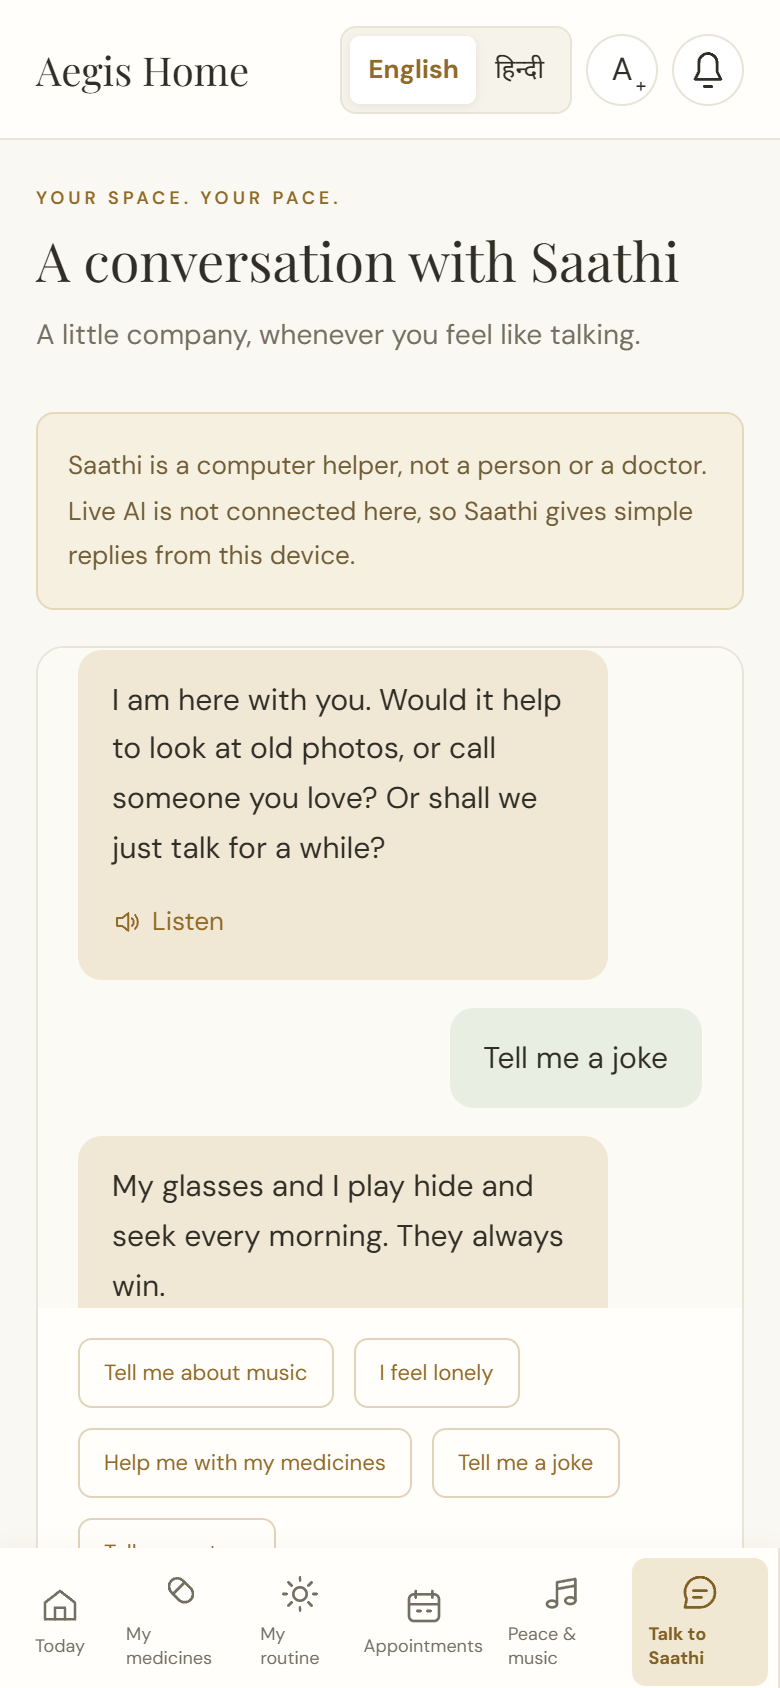 Aegis Home
English
हिन्दी
A+
YOUR SPACE. YOUR PACE.
A conversation with Saathi
A little company, whenever you feel like talking.
Saathi is a computer helper, not a person or a doctor.
Live AI is not connected here, so Saathi gives simple
replies from this device.
I am here with you. Would it help
to look at old photos, or call
someone you love? Or shall we
just talk for a while?
Listen
Tell me a joke
My glasses and I play hide and
seek every morning. They always
win.
Tell me about music
I feel lonely
Help me with my medicines
Tell me a joke
Today
My
medicines
My
routine
Appointments
Peace &
music
Talk to
Saathi